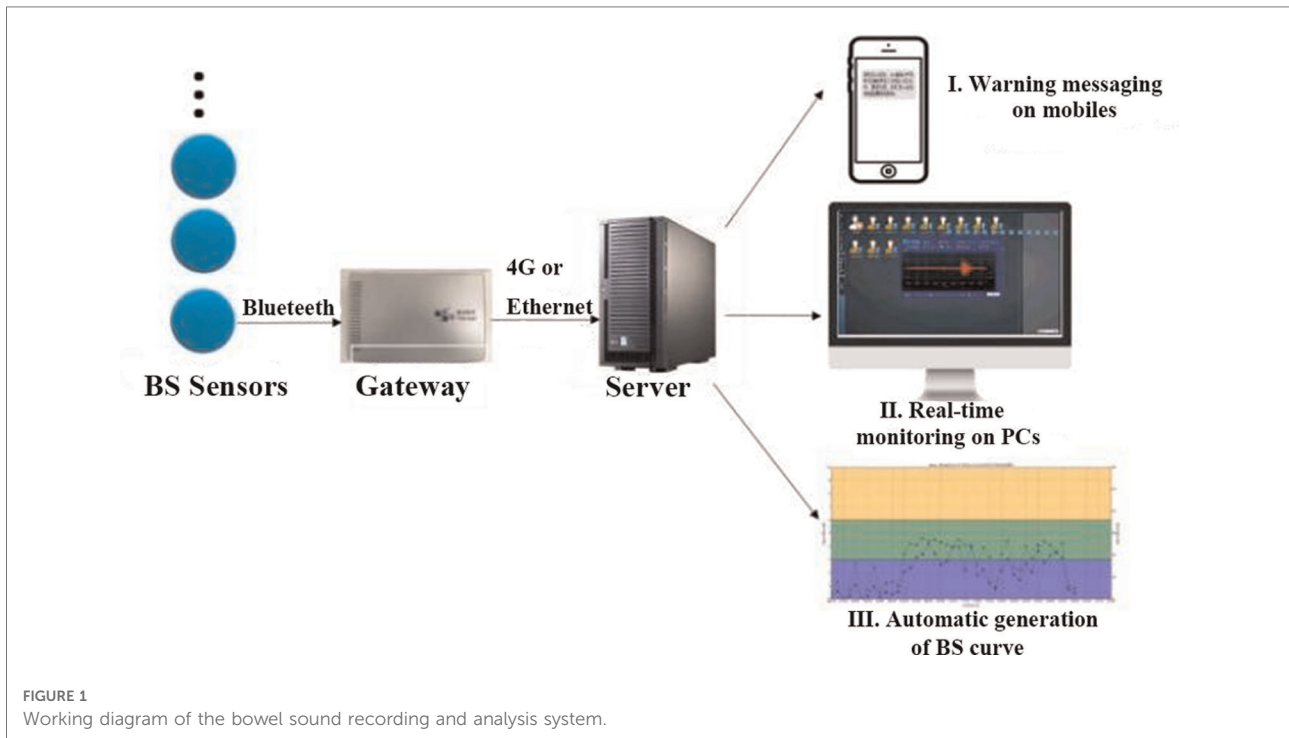 I. Warning messaging
on mobiles
4G or
Blueteeth
Ethernet
BS Sensors
Gateway
Server
II. Real-time
monitoring on PCs
III. Automatic generation
of BS curve
FIGURE 1
Working diagram of the bowel sound recording and analysis system.